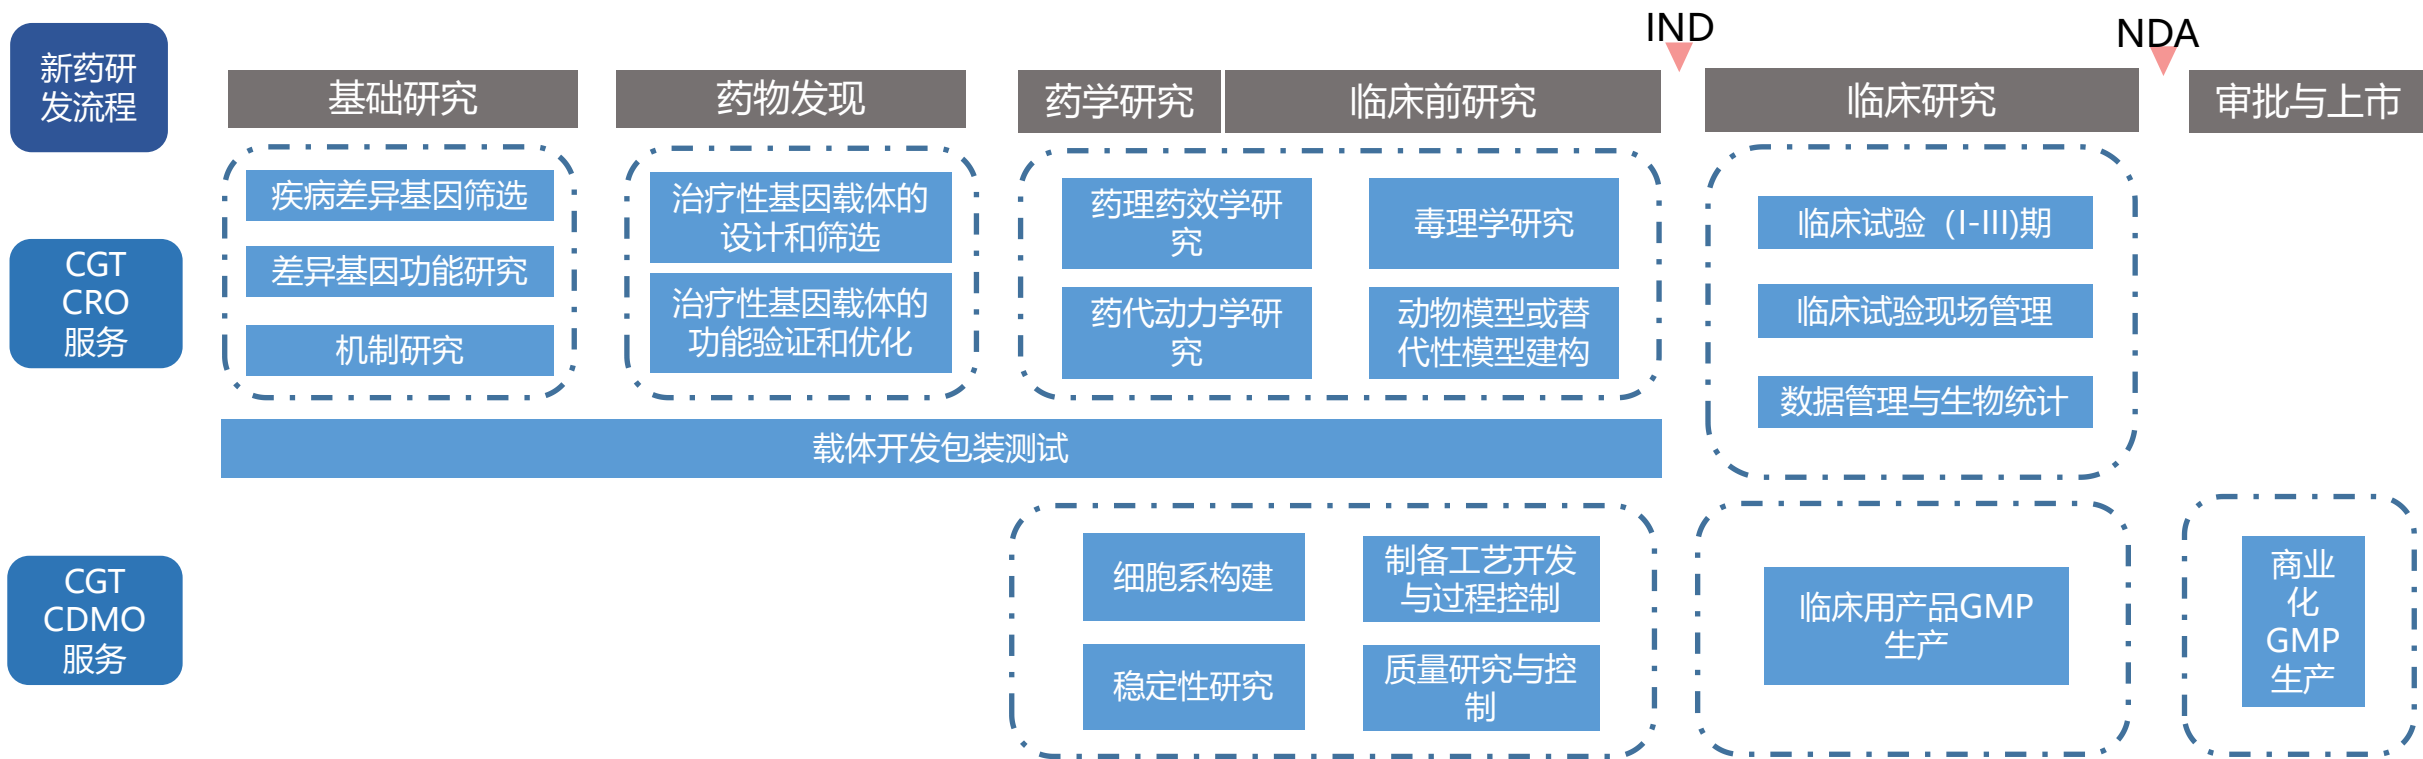 新药研
发流程
IND
NDA
基础研究
药物发现
药学研究
临床前研究
临床研究
审批与上市
CGT
CRO
服务
疾病差异基因筛选
差异基因功能研究
机制研究
治疗性基因载体的
设计和筛选
治疗性基因载体的
功能验证和优化
药理药效学研
究
毒理学研究
药代动力学研
究
动物模型或替
代性模型建构
临床试验（I-III)期
临床试验现场管理
数据管理与生物统计
载体开发包装测试
CGT
CDMO
服务
细胞系构建
制备工艺开发
与过程控制
稳定性研究
质量研究与控
制
临床用产品GMP
生产
商业
化
GMP
生产